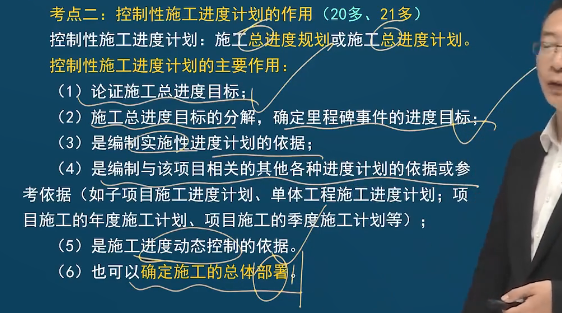 考点二：控制性施工进度计划的作用（20多、21多）
控制性施工进度计划：施工总进度规划或施工总进度计划。
控制性施工进度计划的主要作用：
（1）论证施工总进度目标；
（2）施工总进度目标的分解，确定里程碑事件的进度目标；
（3）是编制实施性进度计划的依据；
（4）是编制与该项目相关的其他各种进度计划的依据或参
考依据（如子项目施工进度计划、单体工程施工进度计划；项
目施工的年度施工计划、项目施工的季度施工计划等）；
（5）是施工进度动态控制的依据。
（6）也可以确定施工的总体部署。